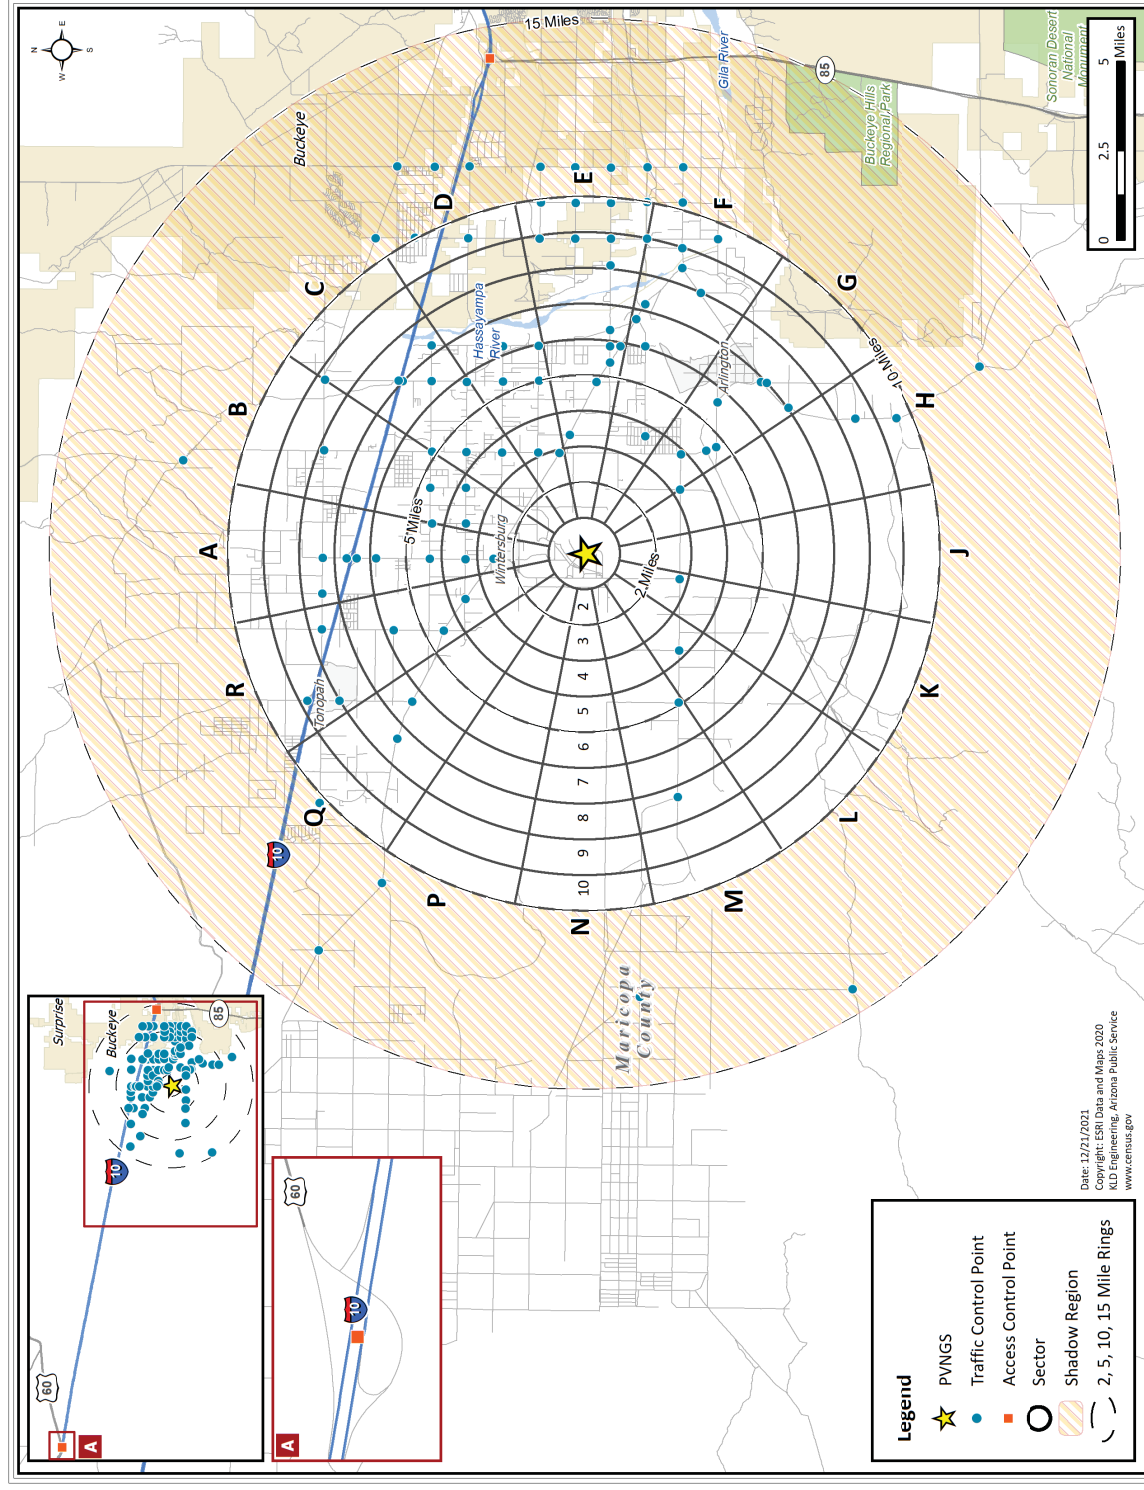 N
W
E
S
15 Miles
Buckeye
Gila River
85
Buckeye Hills
Regional Park
Sonoran Desert
National
Monument
0
2.5
5
Miles
A
B
C
D
E
F
G
H
J
K
L
M
N
P
Q
R
Hassayampa
River
Arlington
10 Miles
5 Miles
Wintersburg
2 Miles
2
3
4
5
6
7
8
9
10
Tonopah
10
Maricopa
County
Surprise
Buckeye
85
10
60
A
60
10
A
Date: 12/21/2021
Copyright: ESRI Data and Maps 2020
KLD Engineering, Arizona Public Service
www.census.gov
Legend
PVNGS
Traffic Control Point
Access Control Point
Sector
Shadow Region
2, 5, 10, 15 Mile Rings